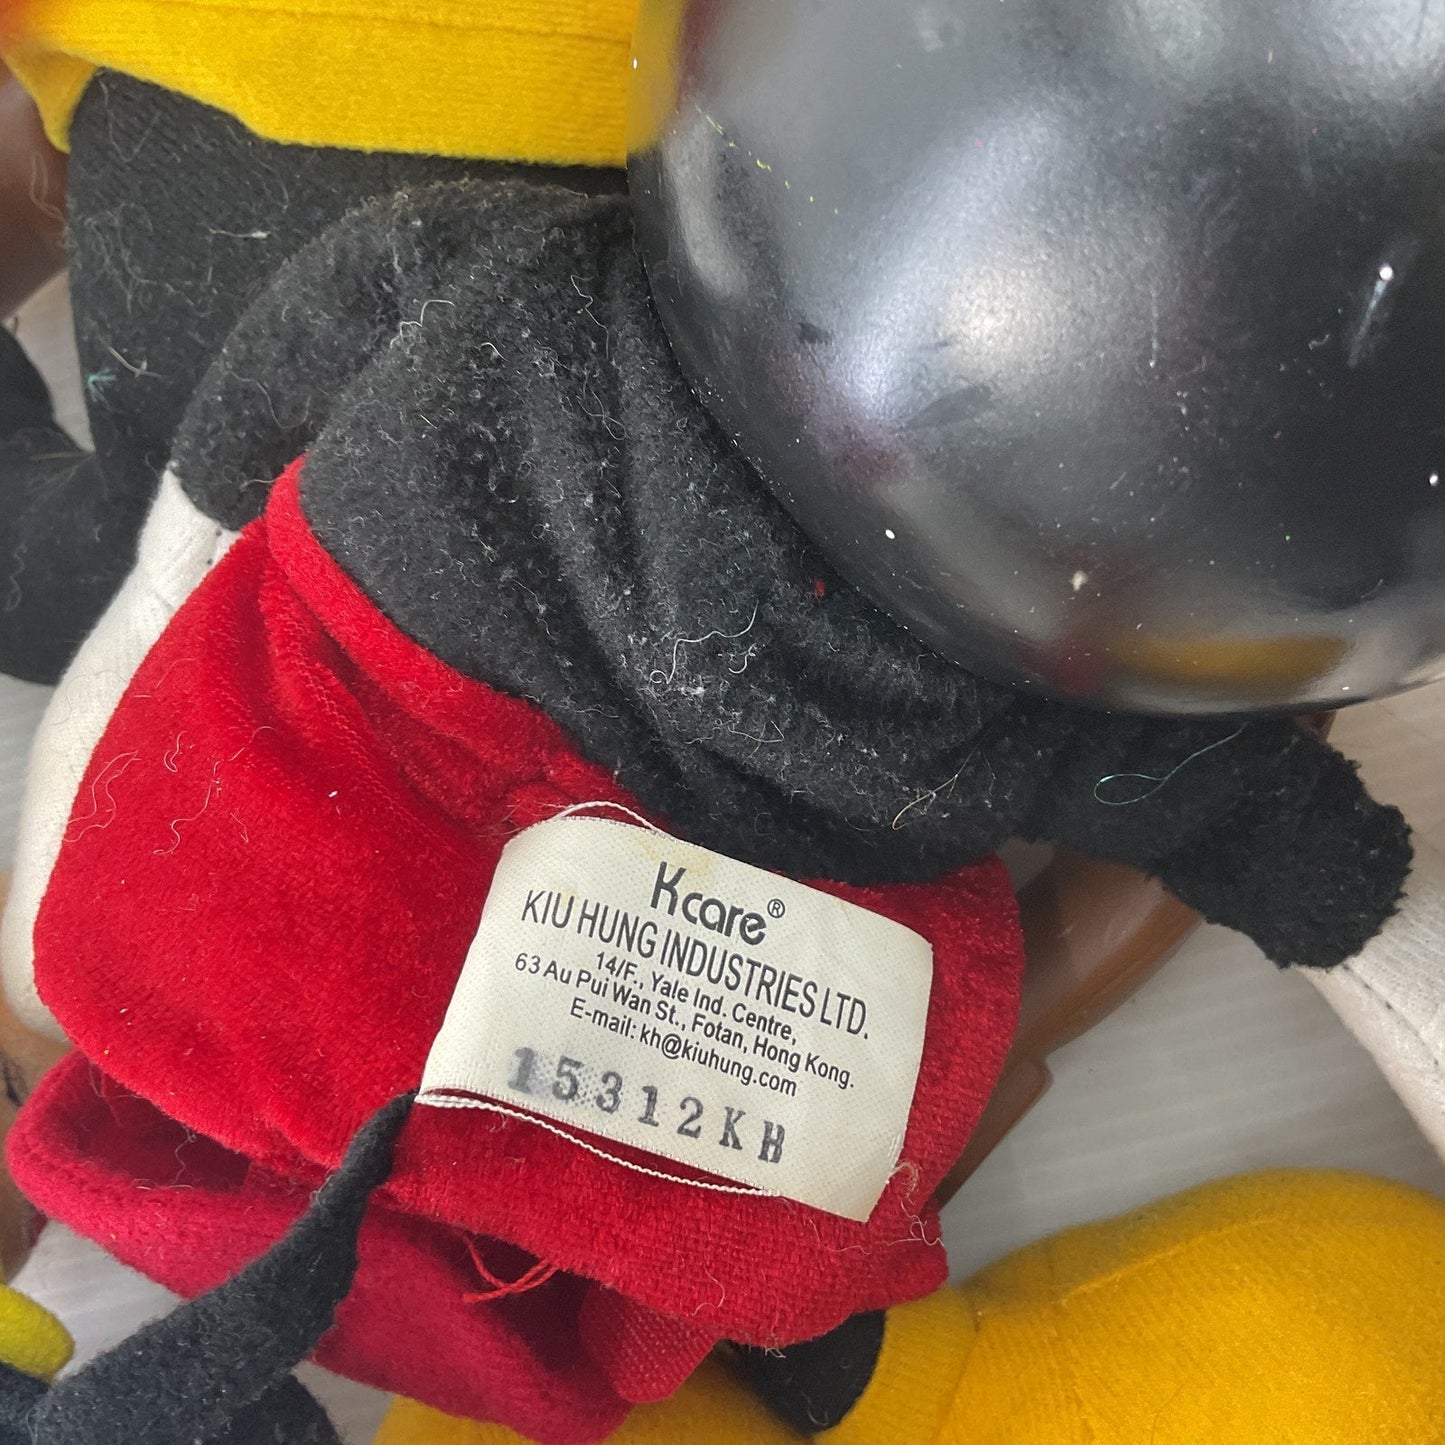 Kcare®
KIU HUNG INDUSTRIES LTD.
14/F., Yale Ind. Centre,
63 Au Pui Wan St., Fotan, Hong Kong.
E-mail: kh@kiuhung.com
15312KH